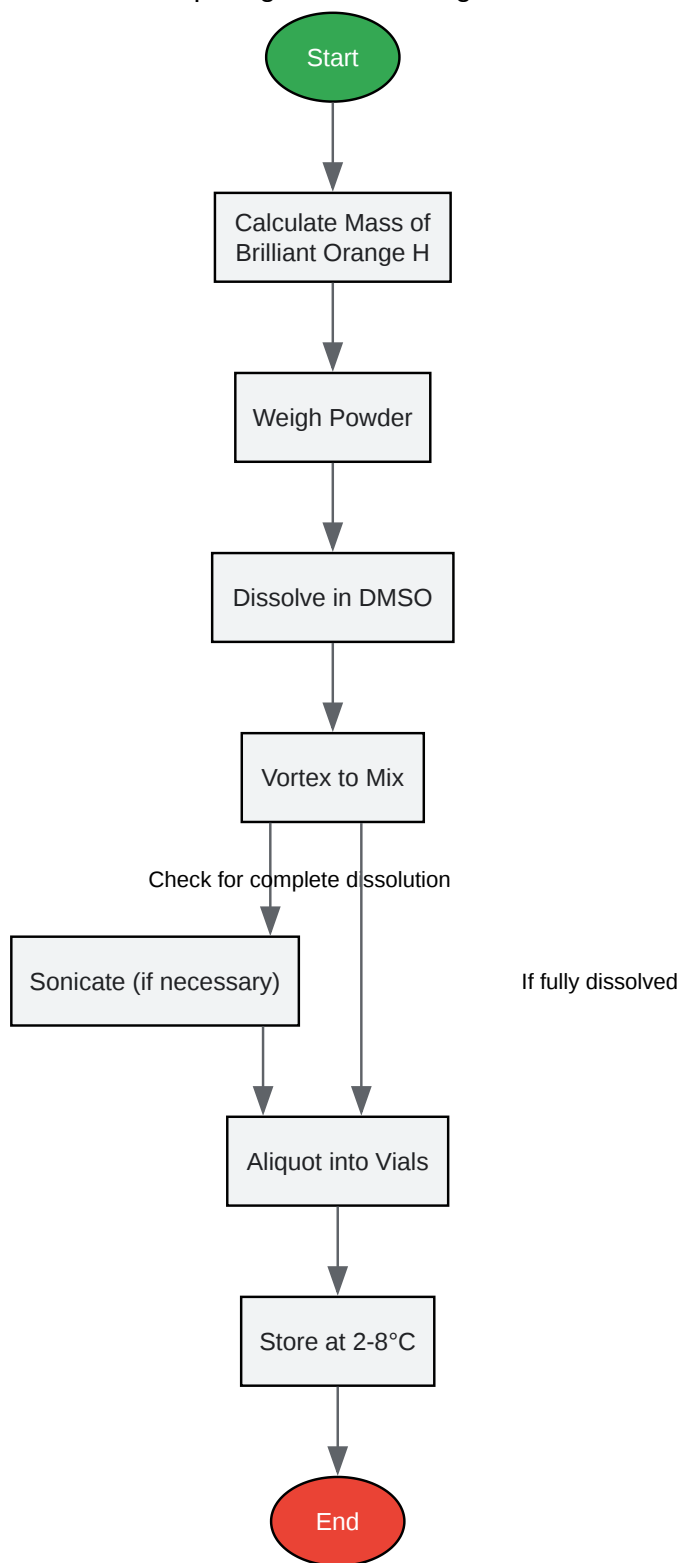 Start
Calculate Mass of
Brilliant Orange H
Weigh Powder
Dissolve in DMSO
Vortex to Mix
Check for complete dissolution
Sonicate (if necessary)
If fully dissolved
Aliquot into Vials
Store at 2-8°C
End